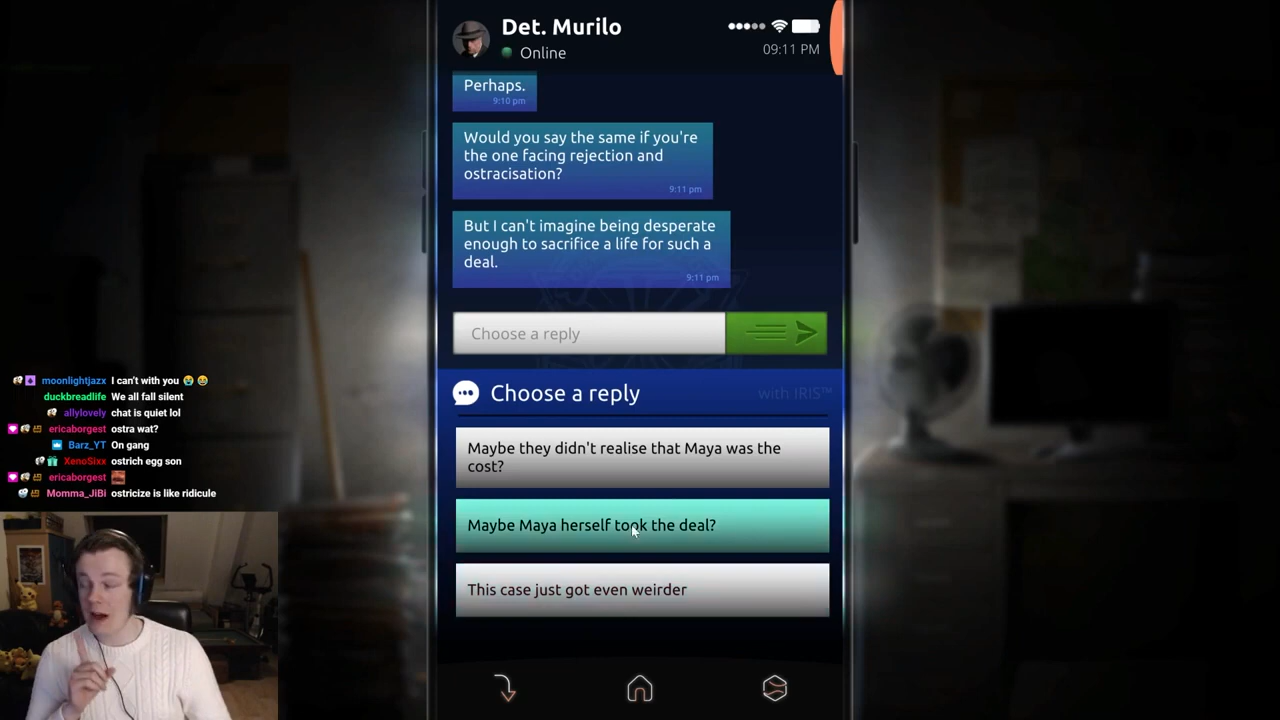 Det. Murilo
Online
09:11 PM
Perhaps.
9:10 pm
Would you say the same if you're
the one facing rejection and
ostracisation?
9:11 pm
But I can't imagine being desperate
enough to sacrifice a life for such a
deal.
9:11 pm
Choose a reply
Choose a reply
with IRIS™
Maybe they didn't realise that Maya was the
cost?
Maybe Maya herself took the deal?
This case just got even weirder
moonlightjazx I can't with you 😭 😂
duckbreadlife We all fall silent
allylovely chat is quiet lol
ericaborgest ostra wat?
Barz_YT On gang
XenoSixx ostrich egg son
ericaborgest
Momma_JiBi ostricize is like ridicule